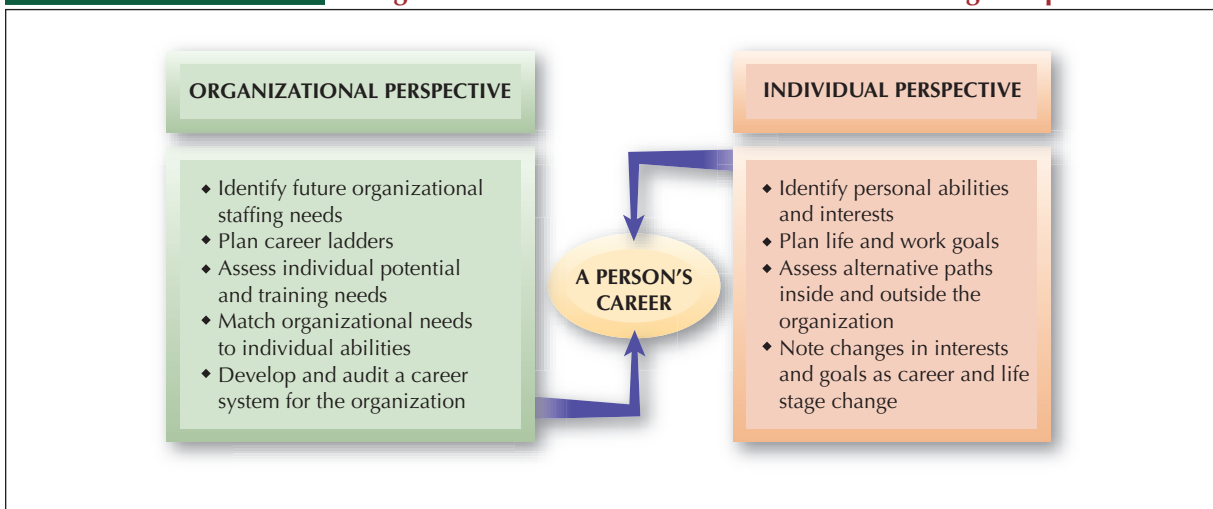 ORGANIZATIONAL PERSPECTIVE
◆ Identify future organizational
staffing needs
◆ Plan career ladders
◆ Assess individual potential
and training needs
◆ Match organizational needs
to individual abilities
◆ Develop and audit a career
system for the organization
A PERSON'S
CAREER
INDIVIDUAL PERSPECTIVE
◆ Identify personal abilities
and interests
◆ Plan life and work goals
◆ Assess alternative paths
inside and outside the
organization
◆ Note changes in interests
and goals as career and life
stage change